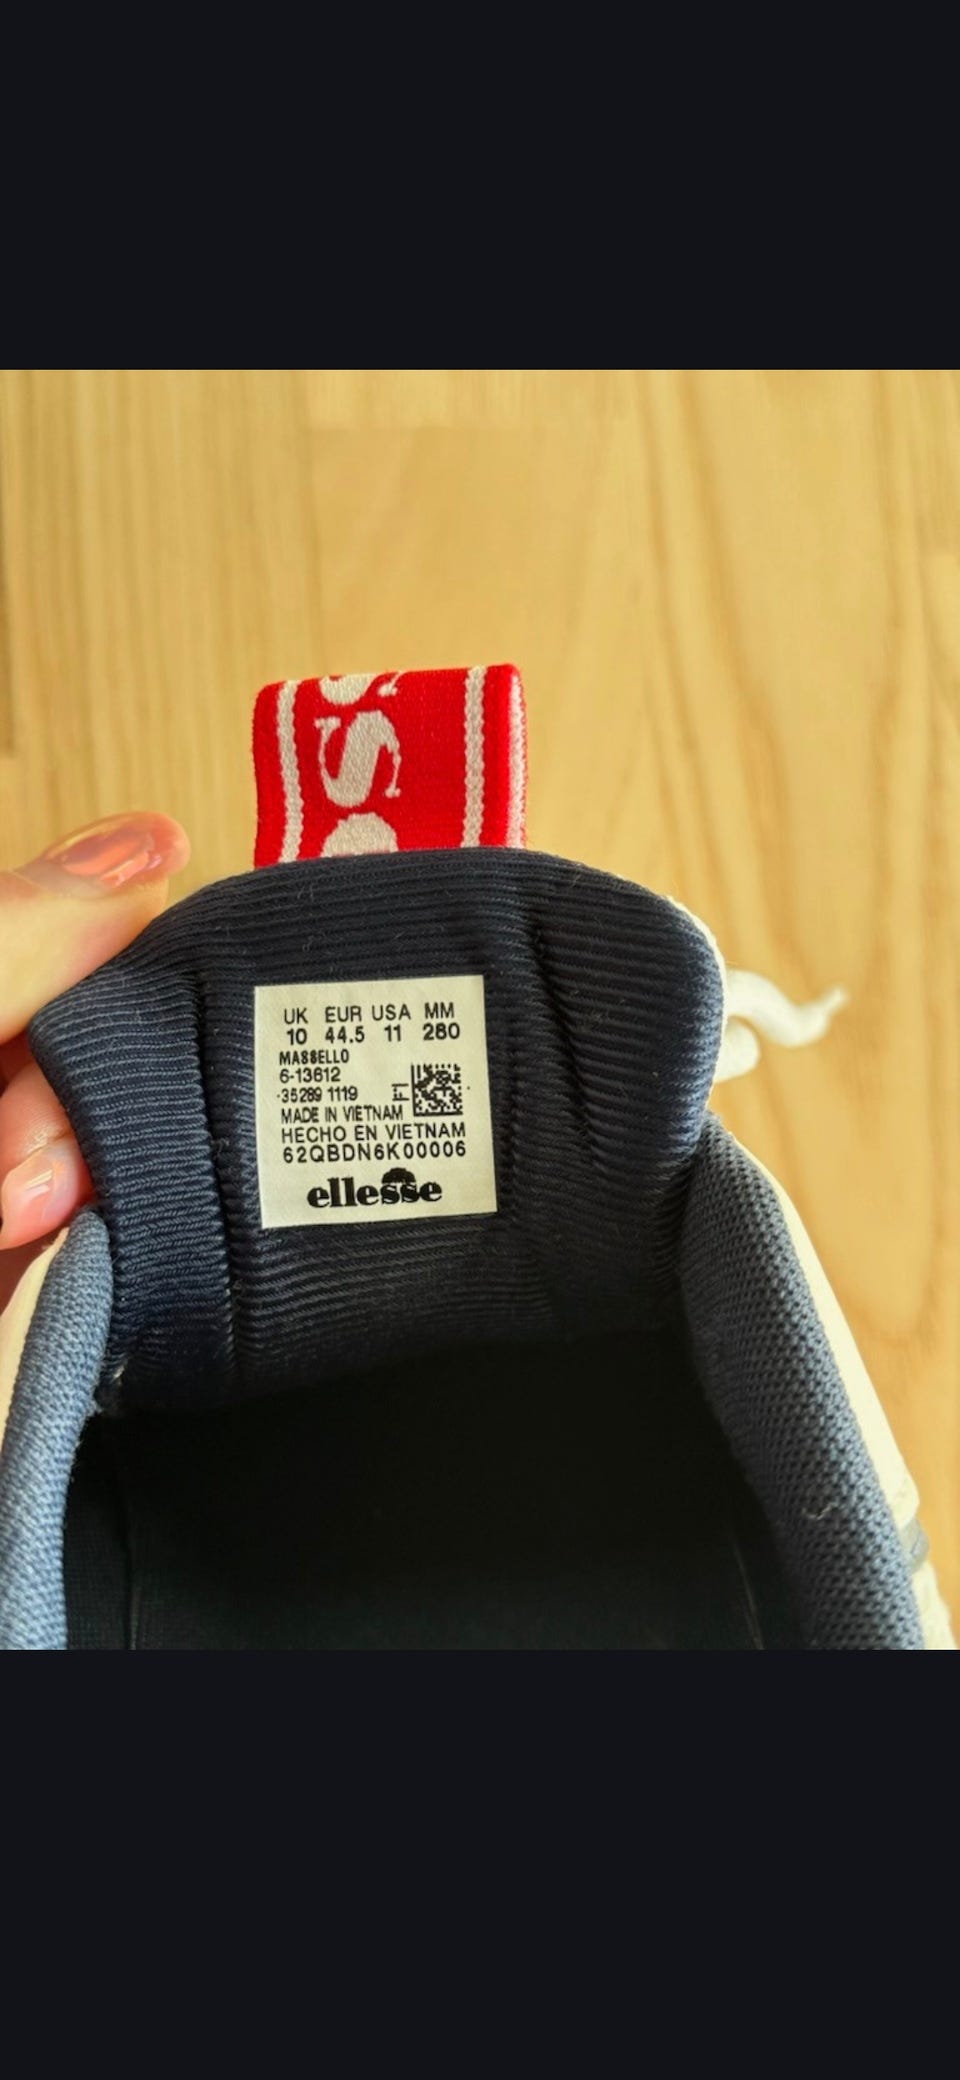 UK EUR USA MM
10 44.5 11 280
MASSELLO
6-13612
35289 1119
MADE IN VIETNAM
HECHO EN VIETNAM
62QBDN6K00006
ellesse